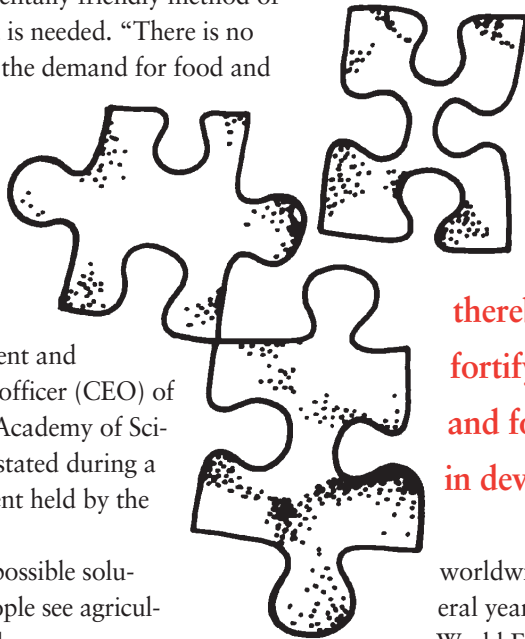 entally friendly method of
is needed. “There is no
the demand for food and
ent and
officer (CEO) of
Academy of Sci-
stated during a
ent held by the
possible solu-
ople see agricul-
fortify
and fo
in dev
worldwi
eral year